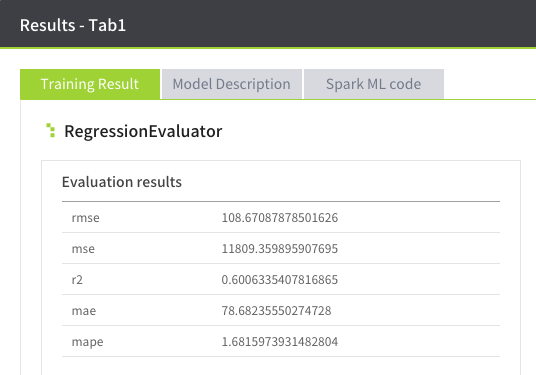 Results - Tab1
Training Result Model Description Spark ML code
RegressionEvaluator
Evaluation results
rmse 108.67087878501626
mse 11809.359895907695
r2 0.6006335407816865
mae 78.68235550274728
mape 1.6815973931482804